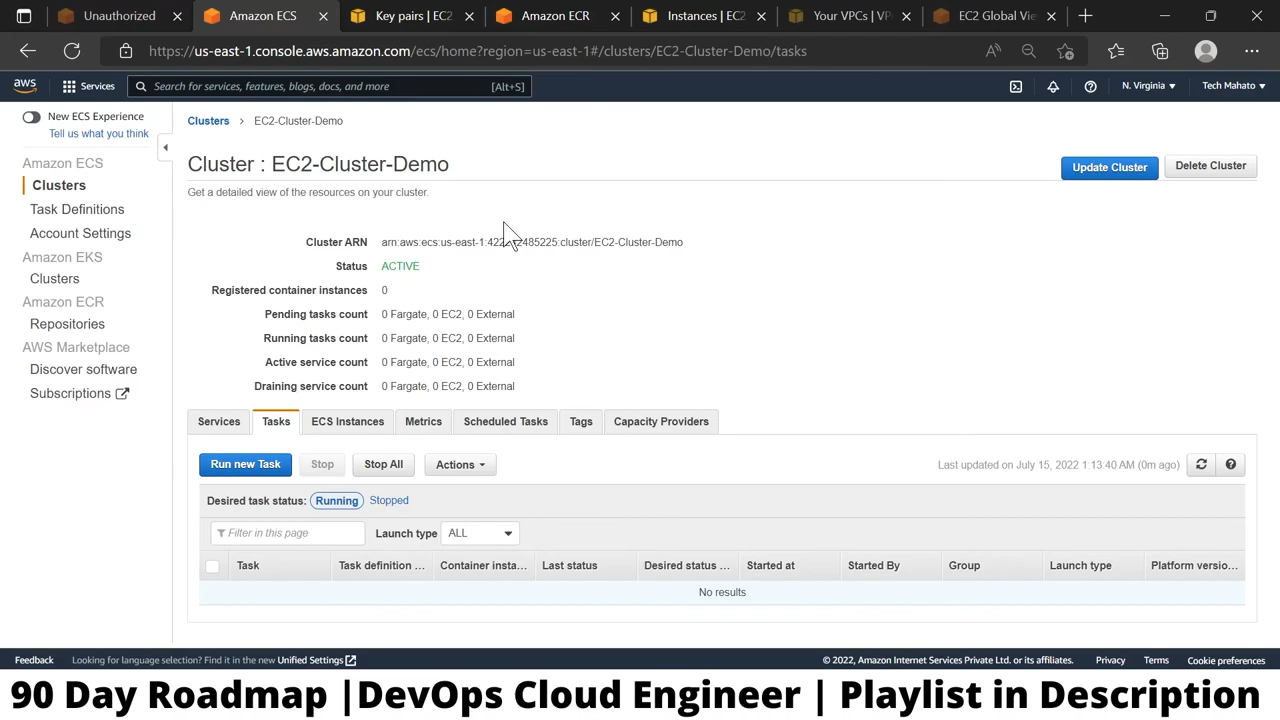 Unauthorized
Amazon ECS
Key pairs | EC2
Amazon ECR
Instances | EC2
Your VPCs | VP
EC2 Global Vie
https://us-east-1.console.aws.amazon.com/ecs/home?region=us-east-1#/clusters/EC2-Cluster-Demo/tasks
aws
Services
Search for services, features, blogs, docs, and more
[Alt+S]
N. Virginia
Tech Mahato
New ECS Experience
Tell us what you think
Amazon ECS
Clusters
Task Definitions
Account Settings
Amazon EKS
Clusters
Amazon ECR
Repositories
AWS Marketplace
Discover software
Subscriptions
Clusters > EC2-Cluster-Demo
Cluster : EC2-Cluster-Demo
Update Cluster
Delete Cluster
Get a detailed view of the resources on your cluster.
Cluster ARN
Status ACTIVE
Registered container instances 0
Pending tasks count 0 Fargate, 0 EC2, 0 External
Running tasks count 0 Fargate, 0 EC2, 0 External
Active service count 0 Fargate, 0 EC2, 0 External
Draining service count 0 Fargate, 0 EC2, 0 External
Services Tasks ECS Instances Metrics Scheduled Tasks Tags Capacity Providers
Run new Task Stop Stop All Actions
Last updated on July 15, 2022 1:13:40 AM (0m ago)
Desired task status: Running Stopped
Filter in this page Launch type ALL
Task Task definition ... Container insta... Last status Desired status ... Started at Started By Group Launch type Platform versio...
No results
Feedback Looking for language selection? Find it in the new Unified Settings
© 2022, Amazon Internet Services Private Ltd. or its affiliates. Privacy Terms Cookie preferences
90 Day Roadmap |DevOps Cloud Engineer | Playlist in Description